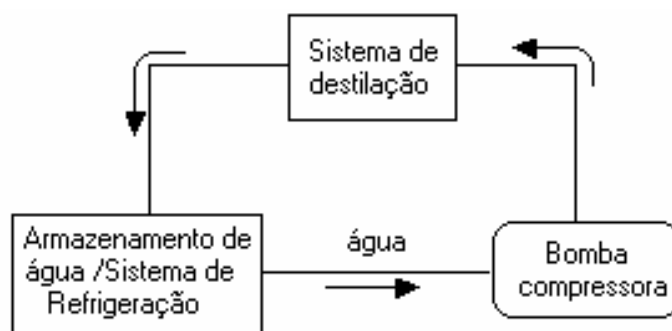 Sistema de
destilação
Armazenamento de
água /Sistema de
Refrigeração
água
Bomba
compressora